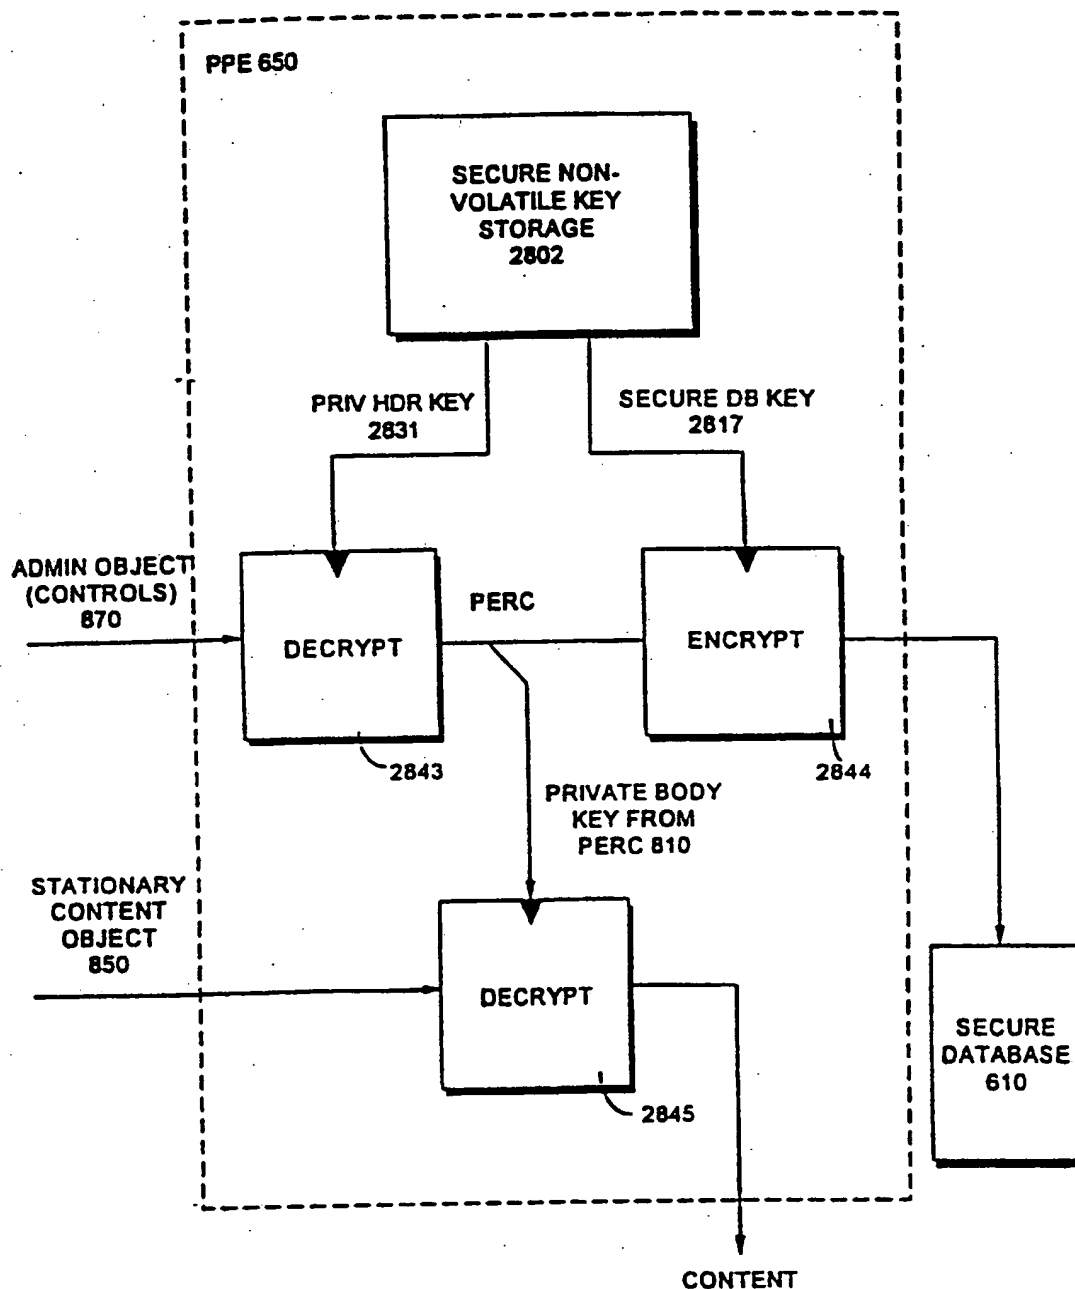 PPE 650
SECURE NON-
VOLATILE KEY
STORAGE
2802
PRIV HDR KEY
2831
SECURE DB KEY
2817
ADMIN OBJECT
(CONTROLS)
870
DECRYPT
PERC
ENCRYPT
2843
2844
PRIVATE BODY
KEY FROM
PERC 810
STATIONARY
CONTENT
OBJECT
850
DECRYPT
2845
SECURE
DATABASE
610
CONTENT